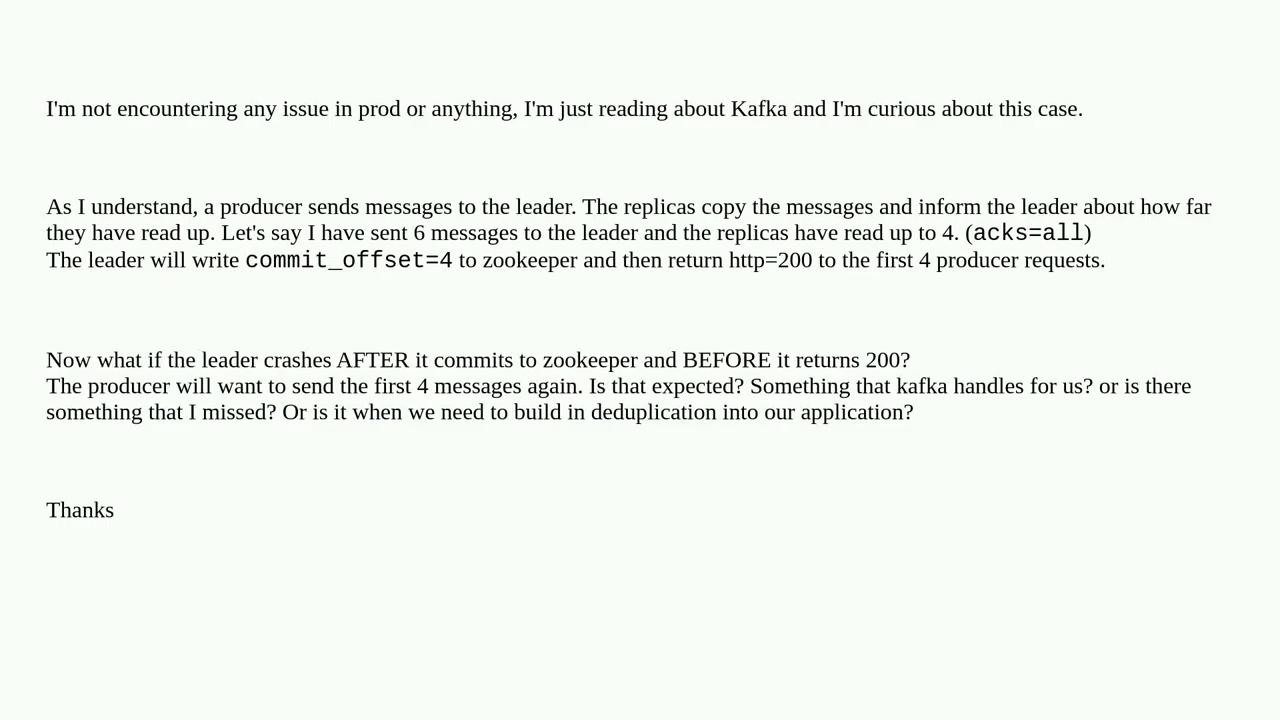 I'm not encountering any issue in prod or anything, I'm just reading about Kafka and I'm curious about this case.
As I understand, a producer sends messages to the leader. The replicas copy the messages and inform the leader about how far
they have read up. Let's say I have sent 6 messages to the leader and the replicas have read up to 4. (acks=all)
The leader will write commit_offset=4 to zookeeper and then return http=200 to the first 4 producer requests.
Now what if the leader crashes AFTER it commits to zookeeper and BEFORE it returns 200?
The producer will want to send the first 4 messages again. Is that expected? Something that kafka handles for us? or is there
something that I missed? Or is it when we need to build in deduplication into our application?
Thanks